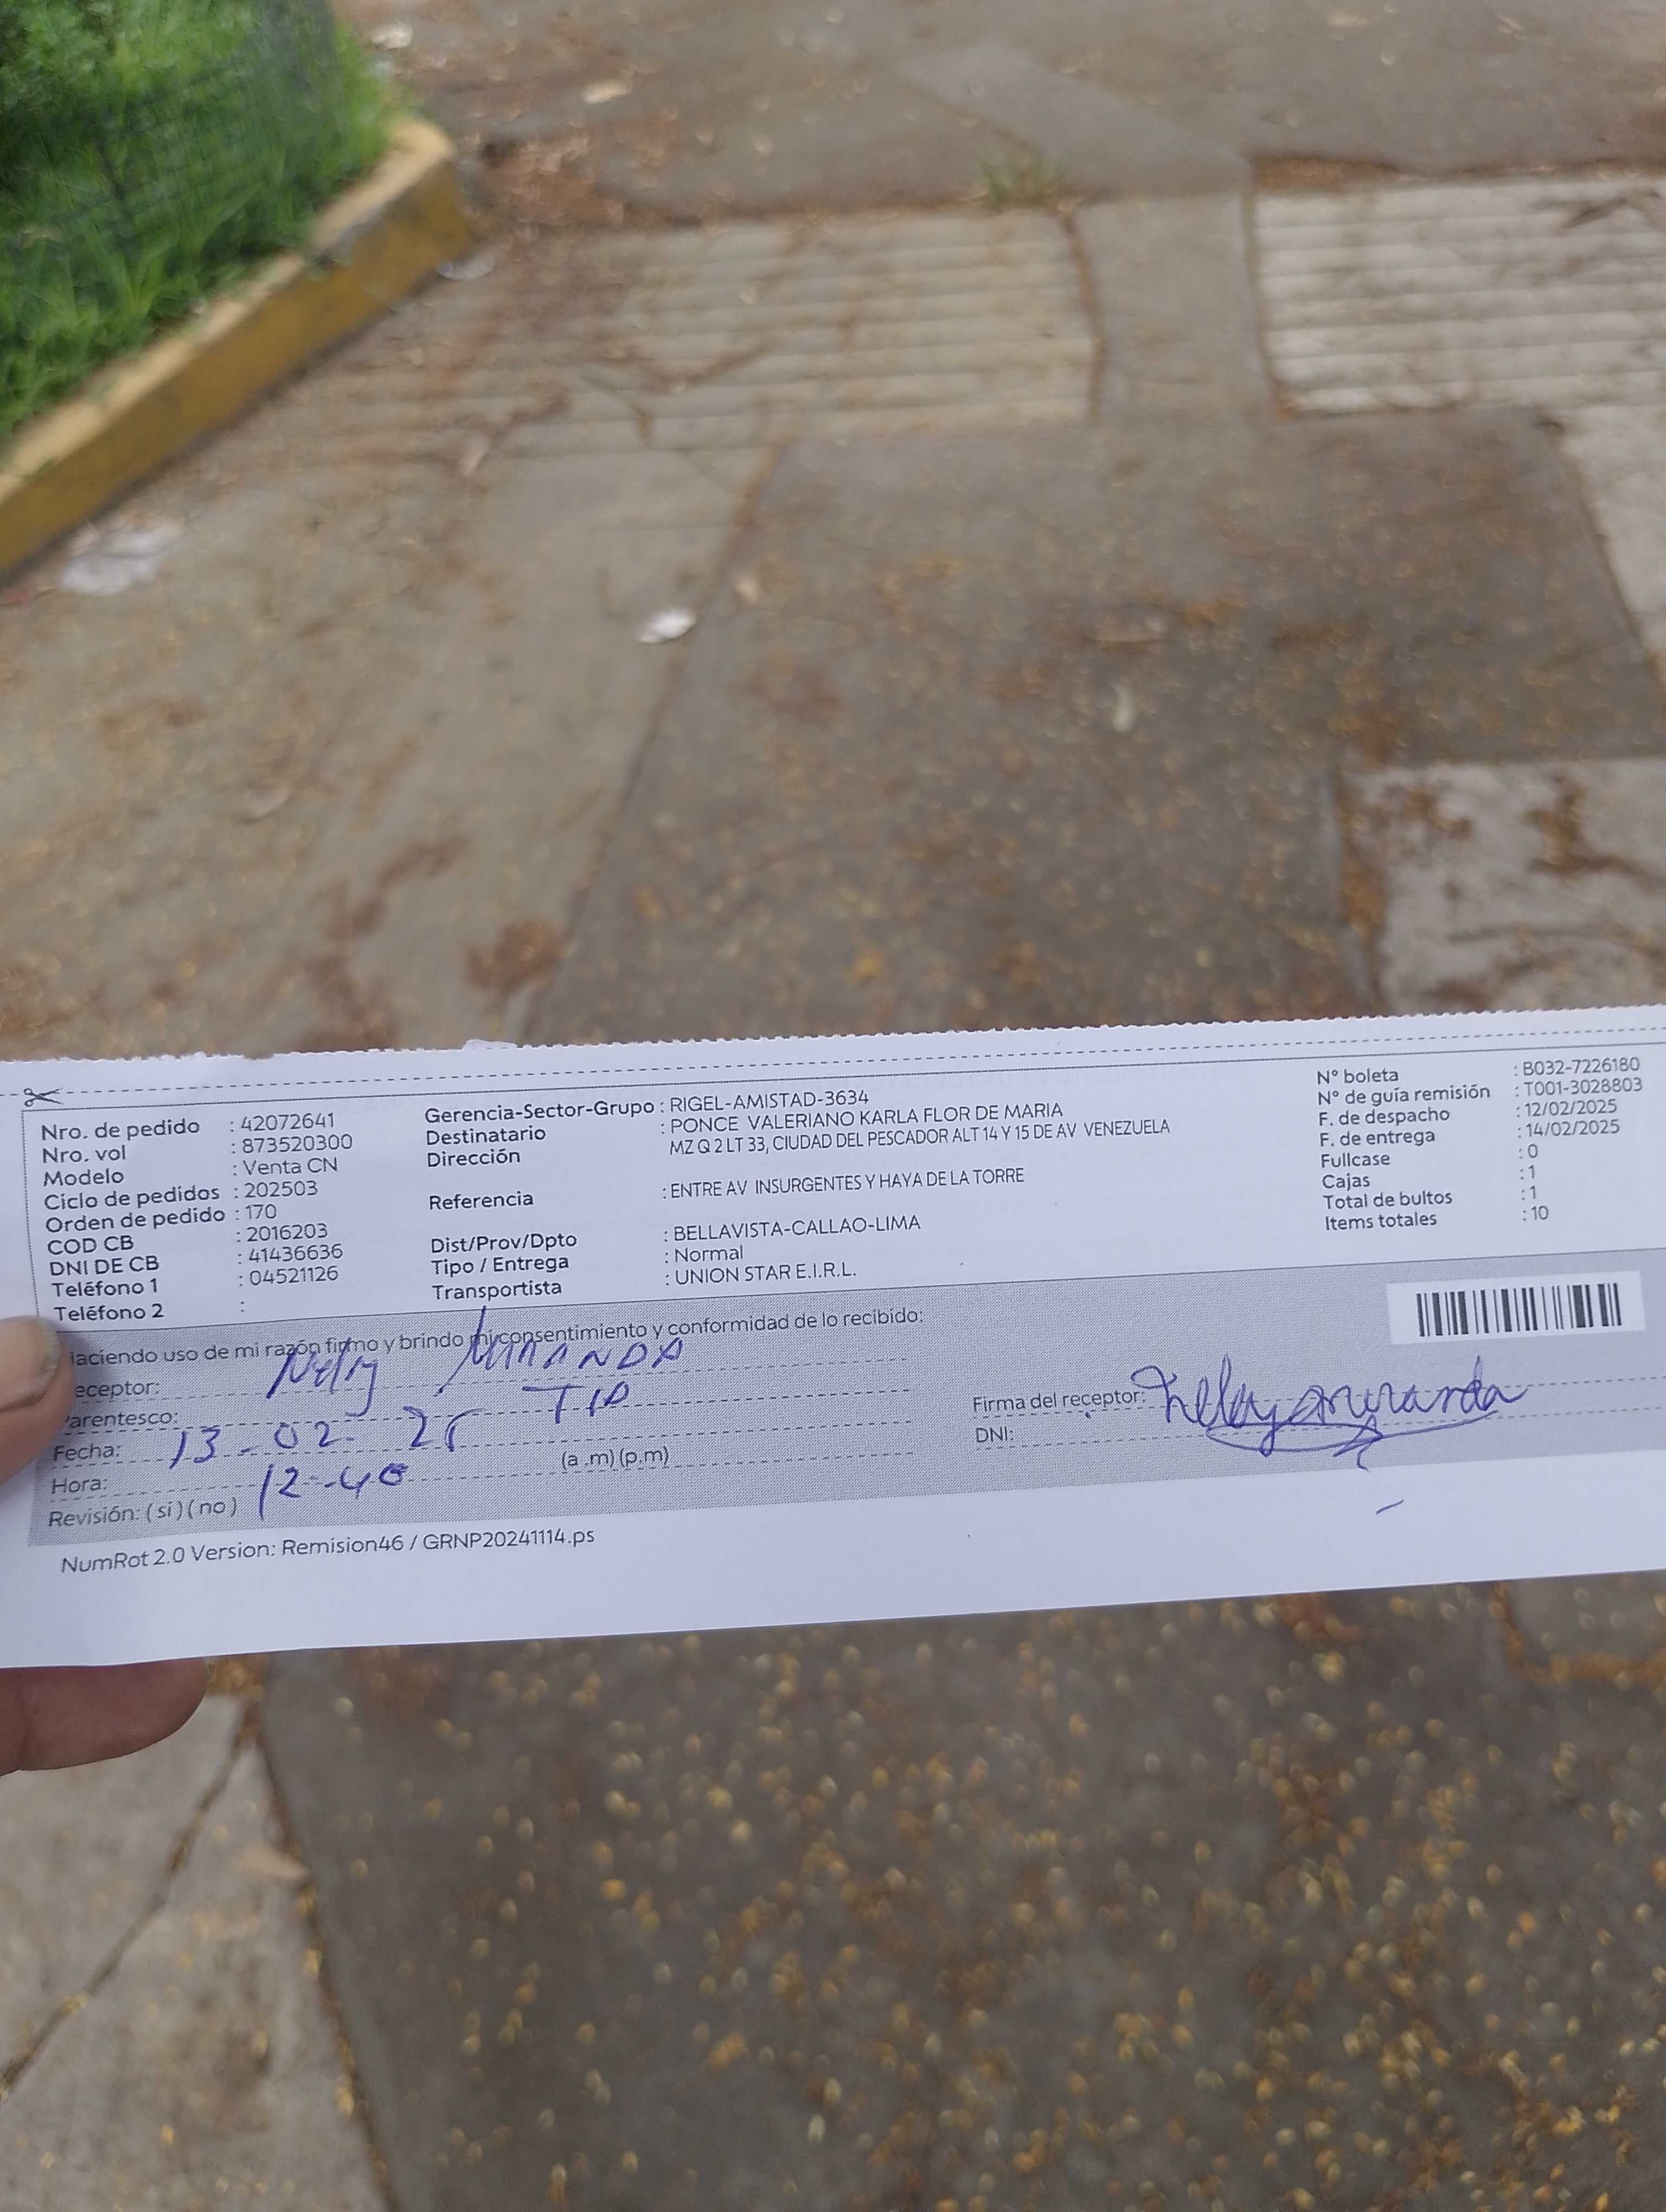 Nro. de pedido : 42072641
Nro. vol : 873520300
Modelo : Venta CN
Ciclo de pedidos : 202503
Orden de pedido : 170
COD CB : 2016203
DNI DE CB : 41436636
Teléfono 1 : 04521126
Teléfono 2 :
Gerencia-Sector-Grupo : RIGEL-AMISTAD-3634
Destinatario : PONCE VALERIANO KARLA FLOR DE MARIA
Dirección MZ Q 2 LT 33, CIUDAD DEL PESCADOR ALT 14 Y 15 DE AV VENEZUELA
Referencia : ENTRE AV INSURGENTES Y HAYA DE LA TORRE
Dist/Prov/Dpto : BELLAVISTA-CALLAO-LIMA
Tipo / Entrega : Normal
Transportista : UNION STAR E.I.R.L.
N° boleta : B032-7226180
N° de guía remisión : T001-3028803
F. de despacho : 12/02/2025
F. de entrega : 14/02/2025
Fullcase : 0
Cajas : 1
Total de bultos : 1
Items totales : 10
Haciendo uso de mi razón firmo y brindo mi consentimiento y conformidad de lo recibido:
eceptor: Nelly MIRANDA
arentesco: TIA
Fecha: 13-02-25
Hora: 12-40 (a .m) (p.m)
Revisión: ( si ) ( no )
Firma del receptor: Nelly Miranda
DNI:
NumRot 2.0 Version: Remision46 / GRNP20241114.ps